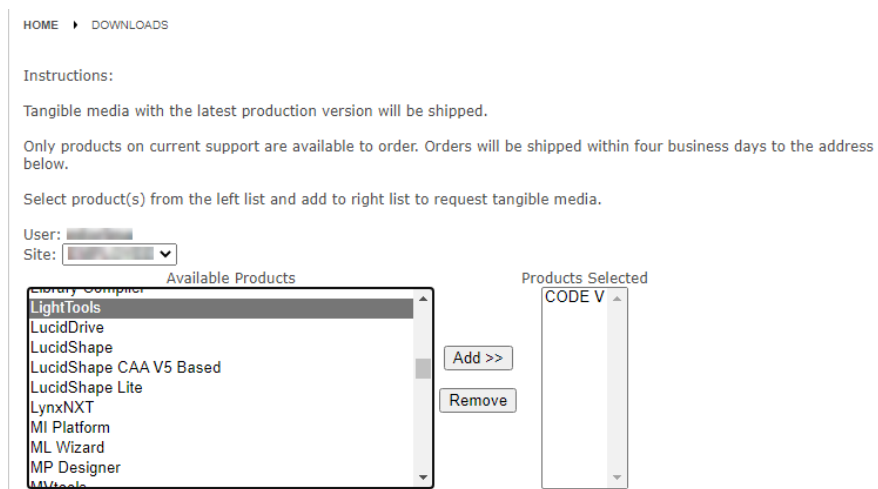 HOME ▸ DOWNLOADS
Instructions:
Tangible media with the latest production version will be shipped.
Only products on current support are available to order. Orders will be shipped within four business days to the address
below.
Select product(s) from the left list and add to right list to request tangible media.
User:
Site:
Available Products
Products Selected
Library Compiler
LightTools
LucidDrive
LucidShape
LucidShape CAA V5 Based
LucidShape Lite
LynxNXT
MI Platform
ML Wizard
MP Designer
MVtools
Add >>
Remove
CODE V